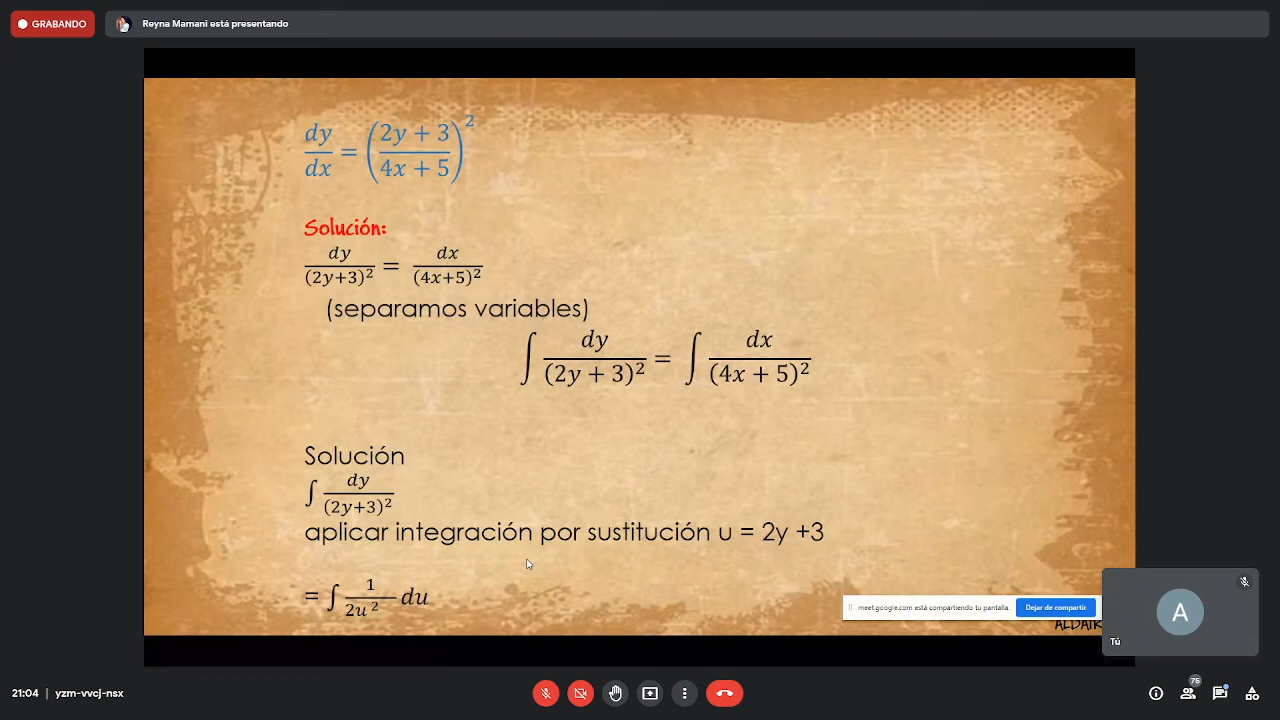 GRABANDO
Reyna Mamani está presentando
dy/dx = ((2y + 3)/(4x + 5))²
Solución:
dy/(2y+3)² = dx/(4x+5)²
(separamos variables)
∫ dy/(2y + 3)² = ∫ dx/(4x + 5)²
Solución
∫ dy/(2y+3)²
aplicar integración por sustitución u = 2y +3
= ∫ 1/(2u²) du
meet.google.com está compartiendo tu pantalla.
Dejar de compartir
ALDAIR
A
Tú
21:04 | yzm-vvcj-nsx
75